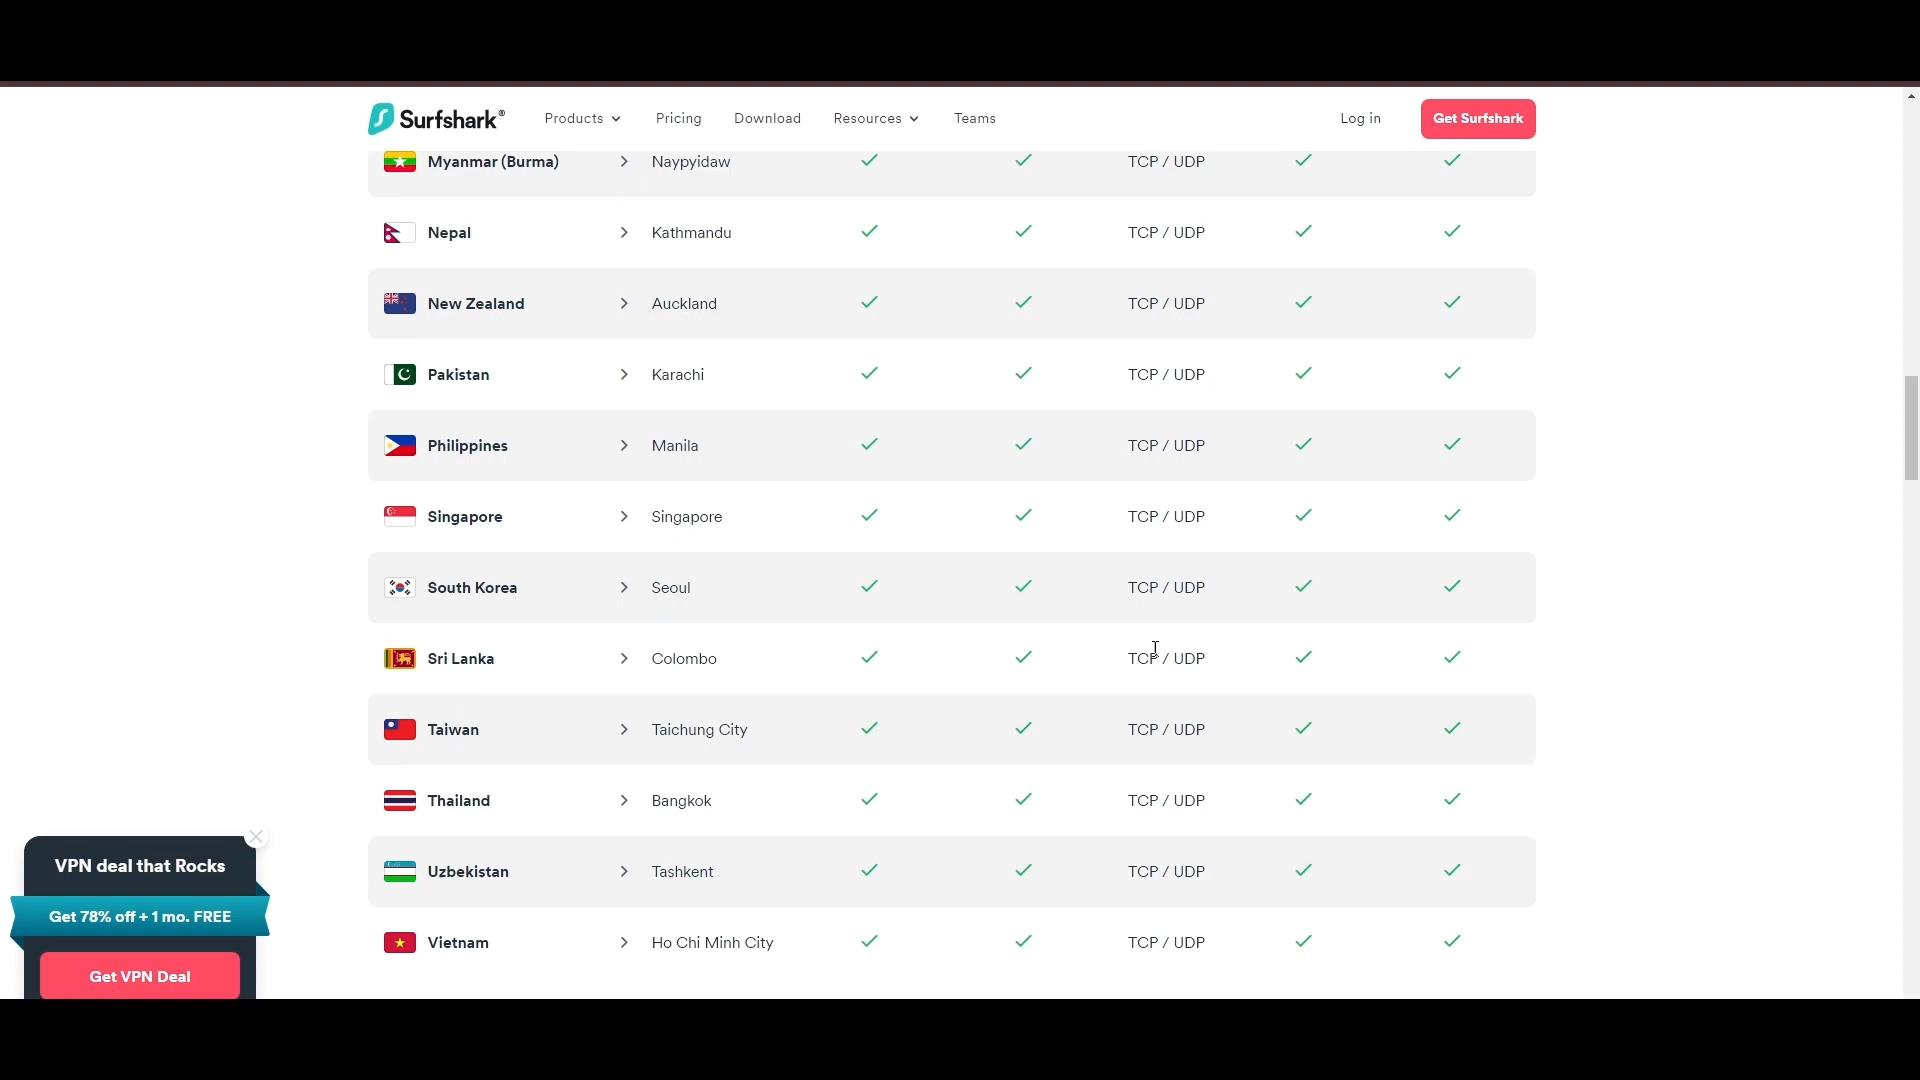 Surfshark®
Products
Pricing
Download
Resources
Teams
Log in
Get Surfshark
Myanmar (Burma) Naypyidaw TCP / UDP
Nepal Kathmandu TCP / UDP
New Zealand Auckland TCP / UDP
Pakistan Karachi TCP / UDP
Philippines Manila TCP / UDP
Singapore Singapore TCP / UDP
South Korea Seoul TCP / UDP
Sri Lanka Colombo TCP / UDP
Taiwan Taichung City TCP / UDP
Thailand Bangkok TCP / UDP
Uzbekistan Tashkent TCP / UDP
Vietnam Ho Chi Minh City TCP / UDP
VPN deal that Rocks
Get 78% off + 1 mo. FREE
Get VPN Deal